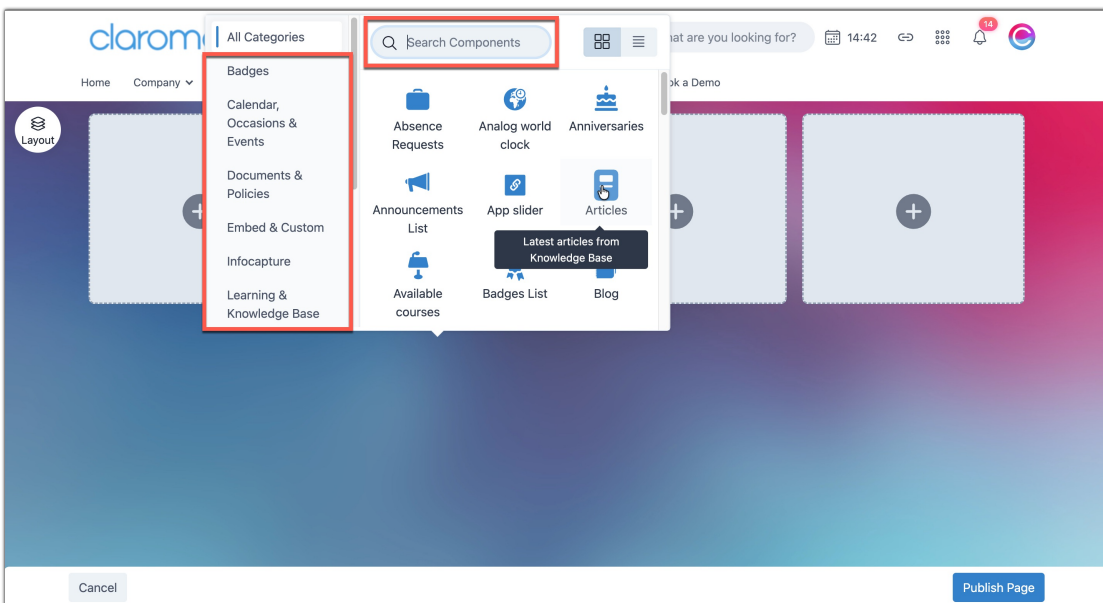 clarom
All Categories
Search Components
hat are you looking for?
14:42
14
Home
Company
ok a Demo
Layout
Badges
Calendar,
Occasions &
Events
Documents &
Policies
Embed & Custom
Infocapture
Learning &
Knowledge Base
Absence
Requests
Analog world
clock
Anniversaries
Announcements
List
App slider
Articles
Latest articles from
Knowledge Base
Available
courses
Badges List
Blog
Cancel
Publish Page